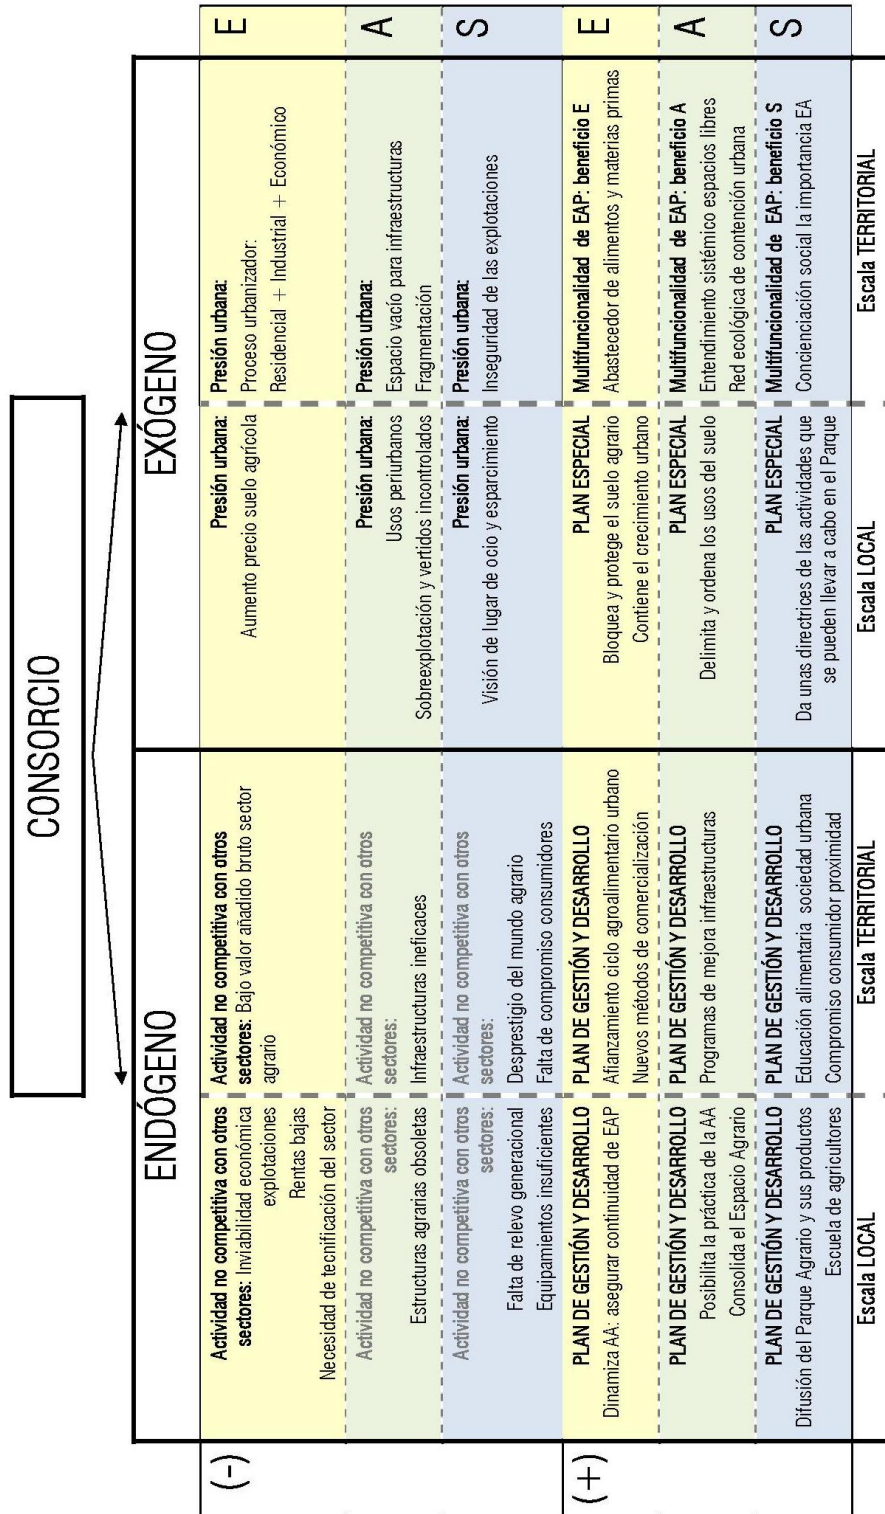 CONSORCIO
ENDÓGENO
EXÓGENO
(-)
Actividad no competitiva con otros
sectores: Inviabilidad económica
explotaciones
Rentas bajas
Necesidad de tecnificación del sector
Actividad no competitiva con otros
sectores: Bajo valor añadido bruto sector
agrario
Presión urbana:
Aumento precio suelo agrícola
Presión urbana:
Proceso urbanizador:
Residencial + Industrial + Económico
E
Actividad no competitiva con otros
sectores:
Estructuras agrarias obsoletas
Actividad no competitiva con otros
sectores:
Infraestructuras ineficaces
Presión urbana:
Usos periurbanos
Sobreexplotación y vertidos incontrolados
Presión urbana:
Espacio vacío para infraestructuras
Fragmentación
A
Actividad no competitiva con otros
sectores:
Falta de relevo generacional
Equipamientos insuficientes
Actividad no competitiva con otros
sectores:
Desprestigio del mundo agrario
Falta de compromiso consumidores
Presión urbana:
Visión de lugar de ocio y esparcimiento
Presión urbana:
Inseguridad de las explotaciones
S
(+)
PLAN DE GESTIÓN Y DESARROLLO
Dinamiza AA: asegurar continuidad de EAP
PLAN DE GESTIÓN Y DESARROLLO
Afianzamiento ciclo agroalimentario urbano
Nuevos métodos de comercialización
PLAN ESPECIAL
Bloquea y protege el suelo agrario
Contiene el crecimiento urbano
Multifuncionalidad de EAP: beneficio E
Abastecedor de alimentos y materias primas
E
PLAN DE GESTIÓN Y DESARROLLO
Posibilita la práctica de la AA
Consolida el Espacio Agrario
PLAN DE GESTIÓN Y DESARROLLO
Programas de mejora infraestructuras
PLAN ESPECIAL
Delimita y ordena los usos del suelo
Multifuncionalidad de EAP: beneficio A
Entendimiento sistémico espacios libres
Red ecológica de contención urbana
A
PLAN DE GESTIÓN Y DESARROLLO
Difusión del Parque Agrario y sus productos
Escuela de agricultores
PLAN DE GESTIÓN Y DESARROLLO
Educación alimentaria sociedad urbana
Compromiso consumidor proximidad
PLAN ESPECIAL
Da unas directrices de las actividades que
se pueden llevar a cabo en el Parque
Multifuncionalidad de EAP: beneficio S
Concienciación social la importancia EA
S
Escala LOCAL
Escala TERRITORIAL
Escala LOCAL
Escala TERRITORIAL